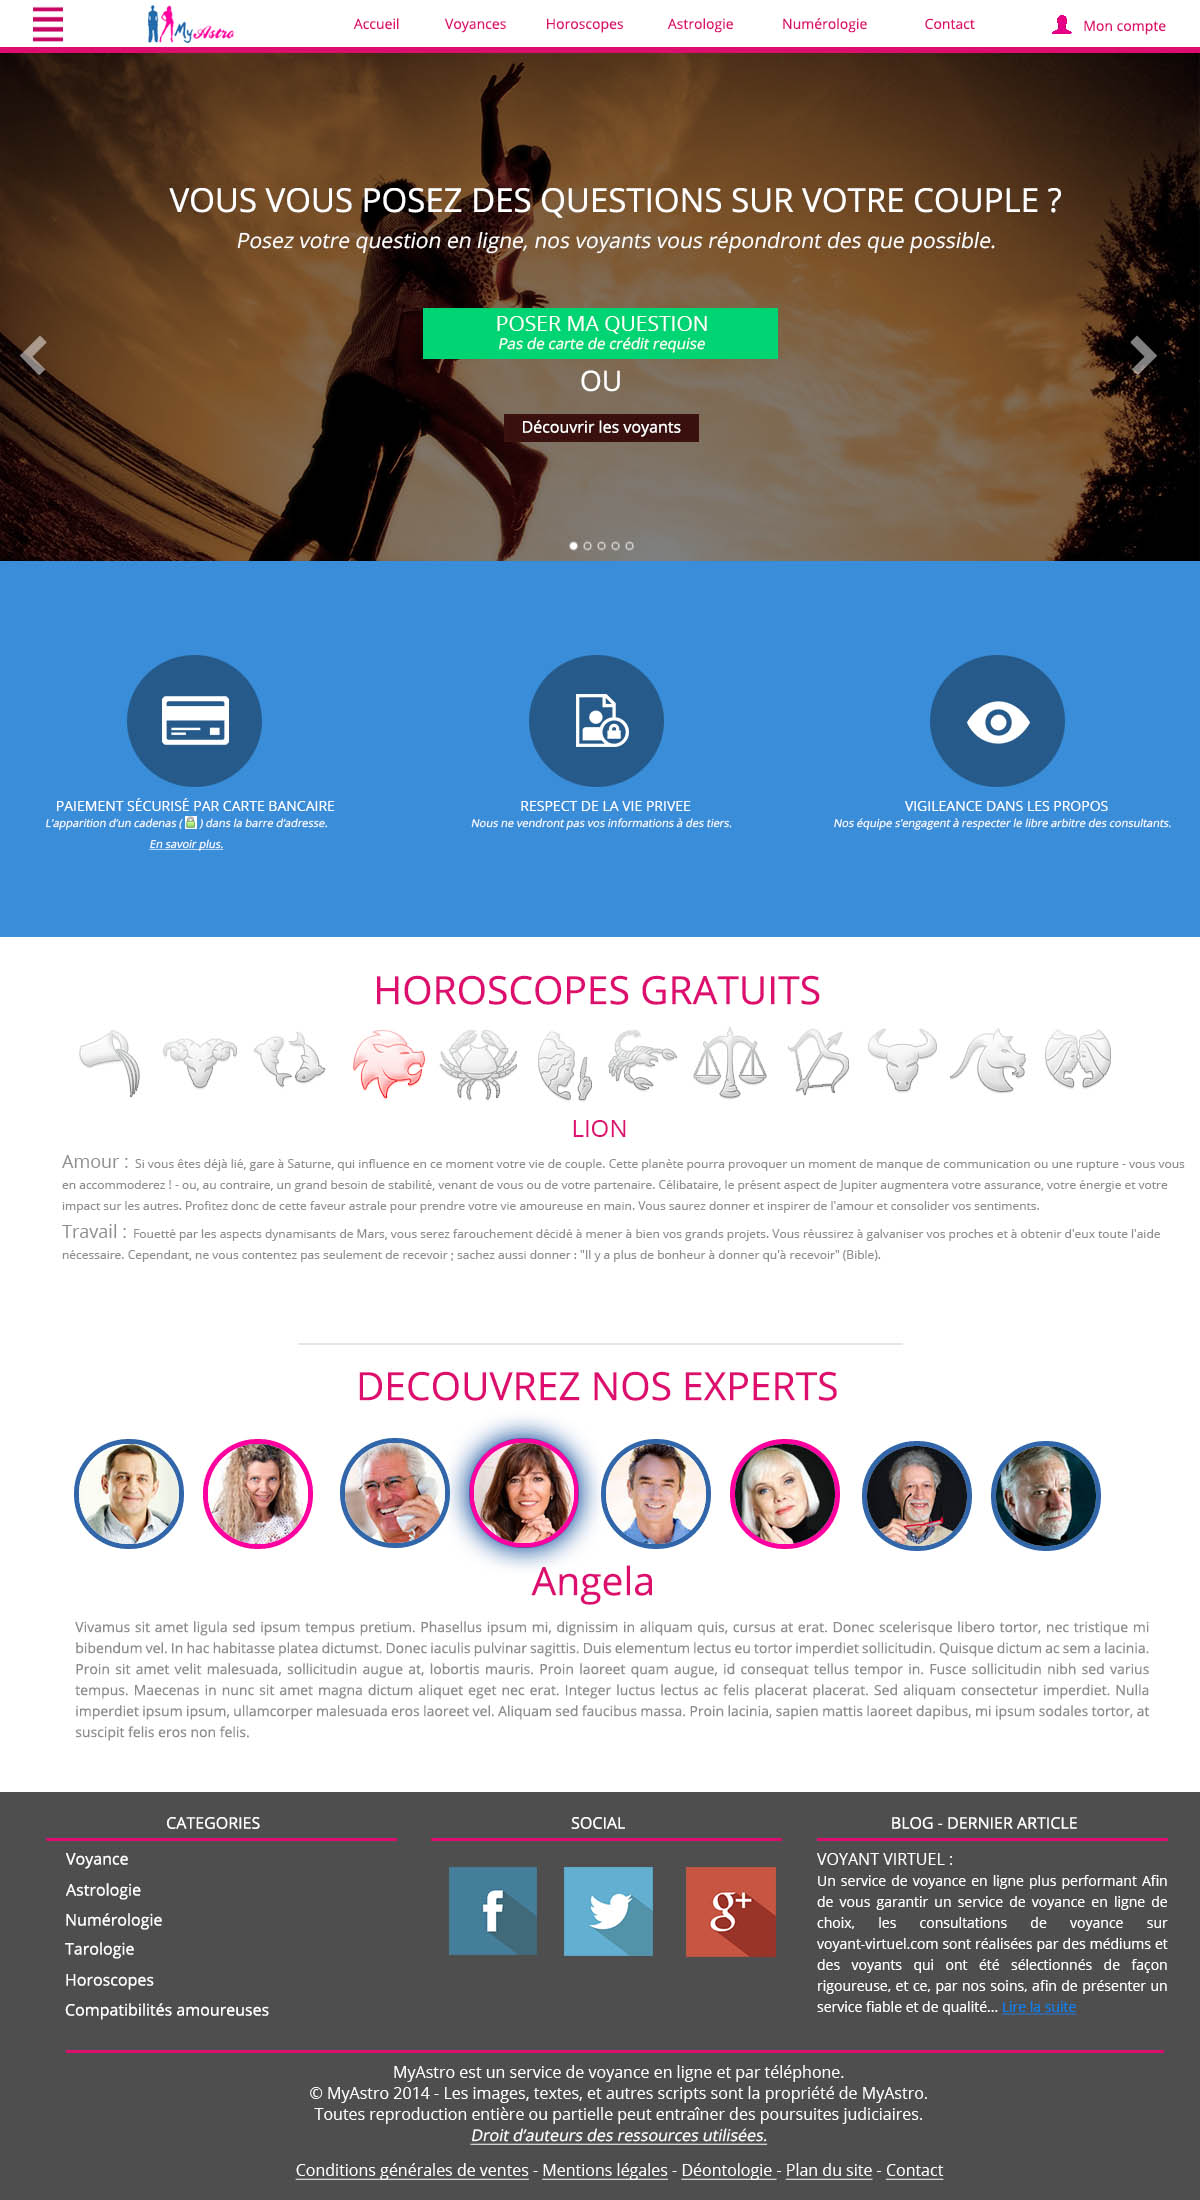 MyAstro
Accueil
Voyances
Horoscopes
Astrologie
Numérologie
Contact
Mon compte
VOUS VOUS POSEZ DES QUESTIONS SUR VOTRE COUPLE ?
Posez votre question en ligne, nos voyants vous répondront des que possible.
POSER MA QUESTION
Pas de carte de crédit requise
OU
Découvrir les voyants
PAIEMENT SÉCURISÉ PAR CARTE BANCAIRE
L'apparition d'un cadenas ( ) dans la barre d'adresse.
En savoir plus.
RESPECT DE LA VIE PRIVEE
Nous ne vendront pas vos informations à des tiers.
VIGILEANCE DANS LES PROPOS
Nos équipe s'engagent à respecter le libre arbitre des consultants.
HOROSCOPES GRATUITS
LION
Amour : Si vous êtes déjà lié, gare à Saturne, qui influence en ce moment votre vie de couple. Cette planète pourra provoquer un moment de manque de communication ou une rupture - vous vous
en accommoderez ! - ou, au contraire, un grand besoin de stabilité, venant de vous ou de votre partenaire. Célibataire, le présent aspect de Jupiter augmentera votre assurance, votre énergie et votre
impact sur les autres. Profitez donc de cette faveur astrale pour prendre votre vie amoureuse en main. Vous saurez donner et inspirer de l'amour et consolider vos sentiments.
Travail : Fouetté par les aspects dynamisants de Mars, vous serez farouchement décidé à mener à bien vos grands projets. Vous réussirez à galvaniser vos proches et à obtenir d'eux toute l'aide
nécessaire. Cependant, ne vous contentez pas seulement de recevoir ; sachez aussi donner : "Il y a plus de bonheur à donner qu'à recevoir" (Bible).
DECOUVREZ NOS EXPERTS
Angela
Vivamus sit amet ligula sed ipsum tempus pretium. Phasellus ipsum mi, dignissim in aliquam quis, cursus at erat. Donec scelerisque libero tortor, nec tristique mi
bibendum vel. In hac habitasse platea dictumst. Donec iaculis pulvinar sagittis. Duis elementum lectus eu tortor imperdiet sollicitudin. Quisque dictum ac sem a lacinia.
Proin sit amet velit malesuada, sollicitudin augue at, lobortis mauris. Proin laoreet quam augue, id consequat tellus tempor in. Fusce sollicitudin nibh sed varius
tempus. Maecenas in nunc sit amet magna dictum aliquet eget nec erat. Integer luctus lectus ac felis placerat placerat. Sed aliquam consectetur imperdiet. Nulla
imperdiet ipsum ipsum, ullamcorper malesuada eros laoreet vel. Aliquam sed faucibus massa. Proin lacinia, sapien mattis laoreet dapibus, mi ipsum sodales tortor, at
suscipit felis eros non felis.
CATEGORIES
Voyance
Astrologie
Numérologie
Tarologie
Horoscopes
Compatibilités amoureuses
SOCIAL
f
g+
BLOG - DERNIER ARTICLE
VOYANT VIRTUEL :
Un service de voyance en ligne plus performant Afin
de vous garantir un service de voyance en ligne de
choix, les consultations de voyance sur
voyant-virtuel.com sont réalisées par des médiums et
des voyants qui ont été sélectionnés de façon
rigoureuse, et ce, par nos soins, afin de présenter un
service fiable et de qualité... Lire la suite
MyAstro est un service de voyance en ligne et par téléphone.
© MyAstro 2014 - Les images, textes, et autres scripts sont la propriété de MyAstro.
Toutes reproduction entière ou partielle peut entraîner des poursuites judiciaires.
Droit d'auteurs des ressources utilisées.
Conditions générales de ventes - Mentions légales - Déontologie - Plan du site - Contact